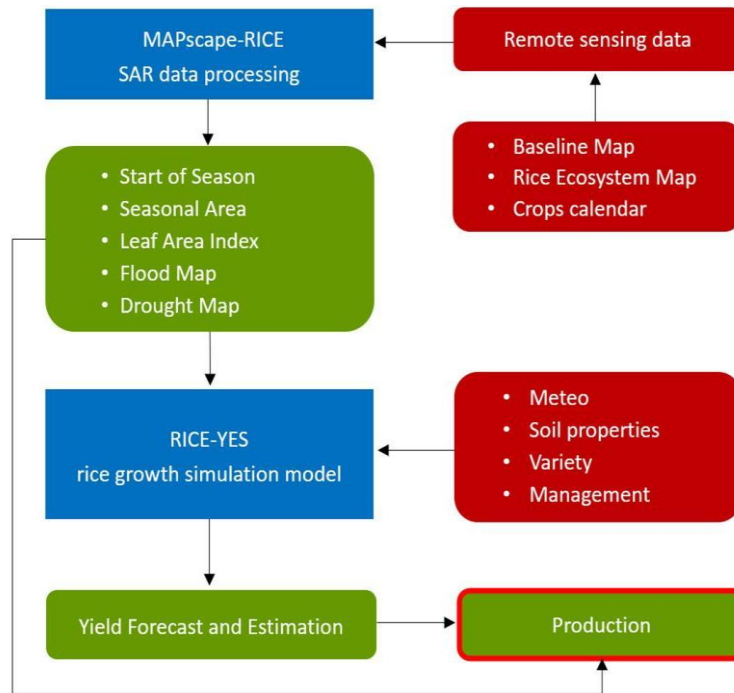 MAPscape-RICE
SAR data processing
Remote sensing data
• Baseline Map
• Rice Ecosystem Map
• Crops calendar
• Start of Season
• Seasonal Area
• Leaf Area Index
• Flood Map
• Drought Map
RICE-YES
rice growth simulation model
• Meteo
• Soil properties
• Variety
• Management
Yield Forecast and Estimation
Production